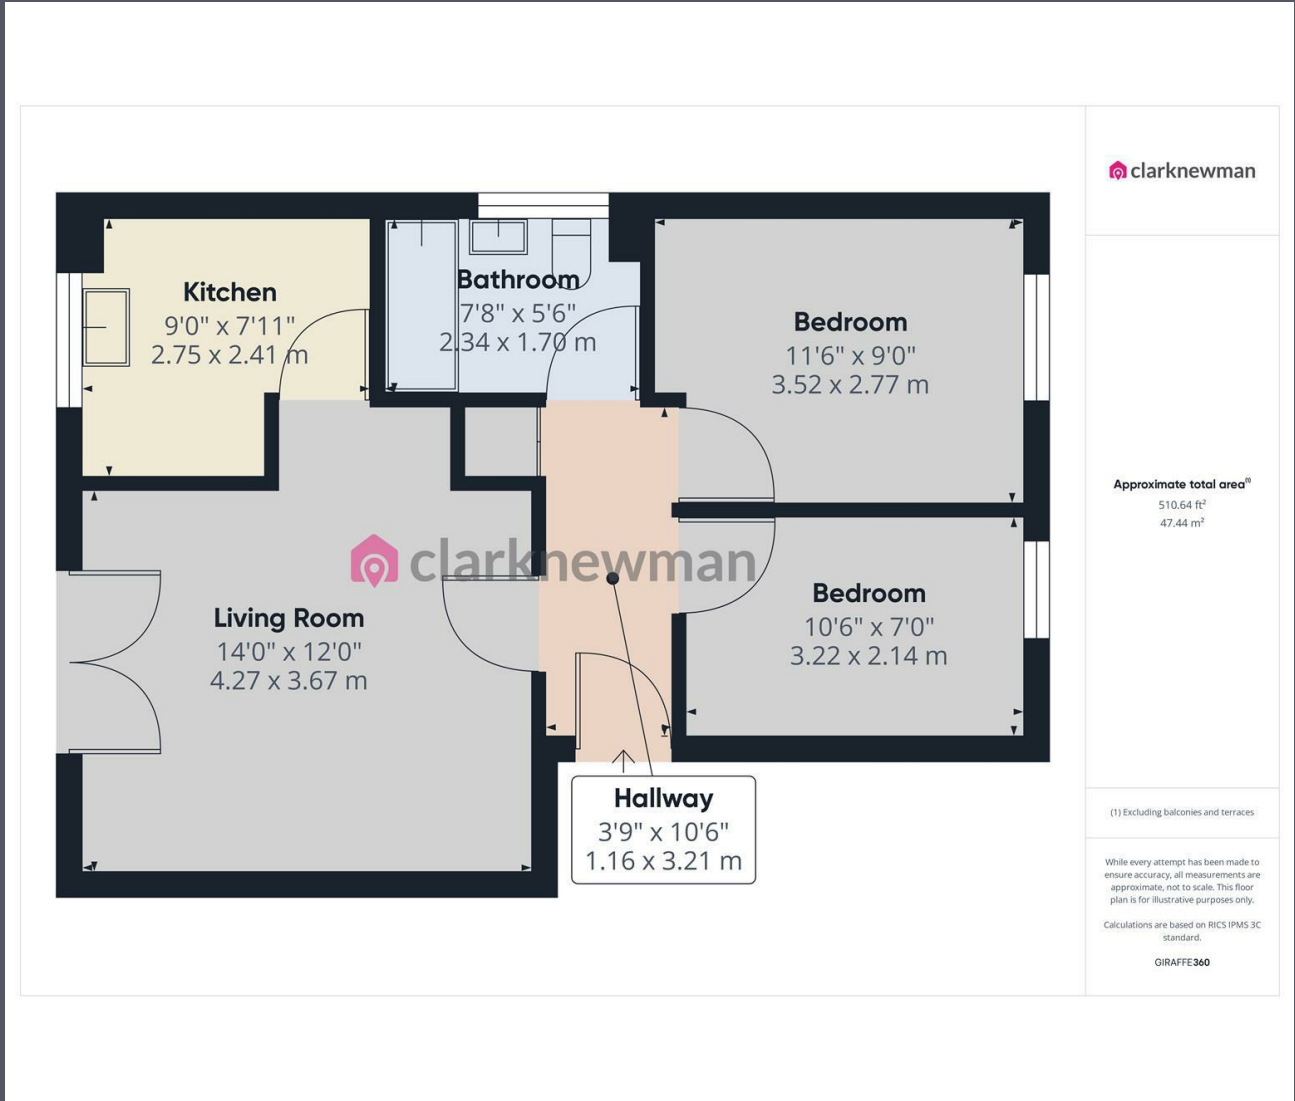 clarknewman
Kitchen
9'0" x 7'11"
2.75 x 2.41 m
Bathroom
7'8" x 5'6"
2.34 x 1.70 m
Bedroom
11'6" x 9'0"
3.52 x 2.77 m
clarknewman
Living Room
14'0" x 12'0"
4.27 x 3.67 m
Bedroom
10'6" x 7'0"
3.22 x 2.14 m
Hallway
3'9" x 10'6"
1.16 x 3.21 m
Approximate total area(1)
510.64 ft²
47.44 m²
(1) Excluding balconies and terraces
While every attempt has been made to
ensure accuracy, all measurements are
approximate, not to scale. This floor
plan is for illustrative purposes only.
Calculations are based on RICS IPMS 3C
standard.
GIRAFFE360